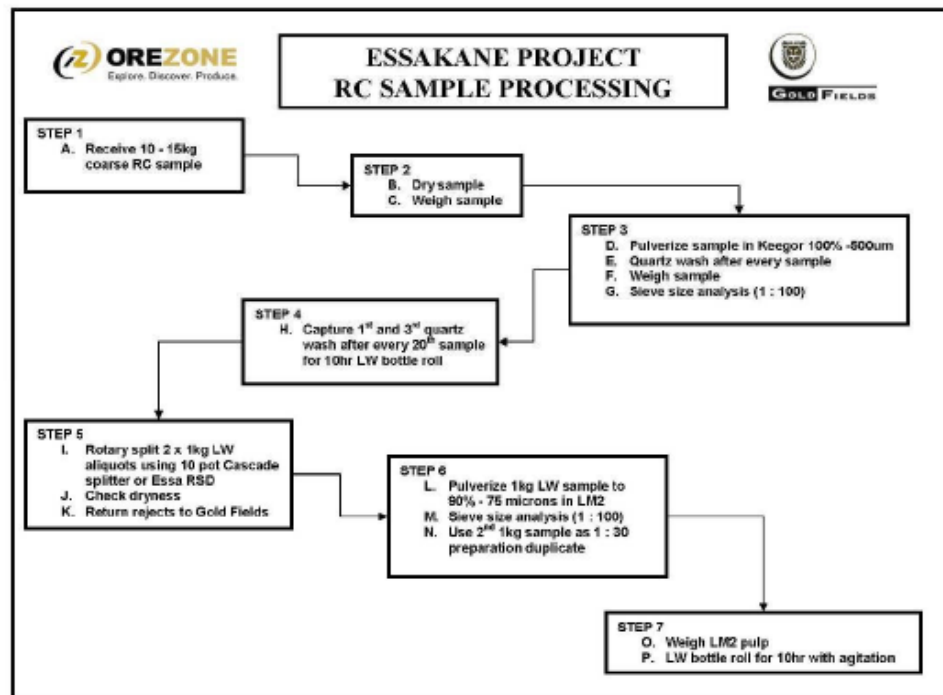 OREZONE
Explore. Discover. Produce.
ESSAKANE PROJECT
RC SAMPLE PROCESSING
GOLD FIELDS
STEP 1
A. Receive 10 - 15kg
coarse RC sample
STEP 2
B. Dry sample
C. Weigh sample
STEP 3
D. Pulverize sample in Keegor 100% -500um
E. Quartz wash after every sample
F. Weigh sample
G. Sieve size analysis (1 : 100)
STEP 4
H. Capture 1st and 3rd quartz
wash after every 20th sample
for 10hr LW bottle roll
STEP 5
I. Rotary split 2 x 1kg LW
aliquots using 10 pot Cascade
splitter or Essa RSD
J. Check dryness
K. Return rejects to Gold Fields
STEP 6
L. Pulverize 1kg LW sample to
90% - 75 microns in LM2
M. Sieve size analysis (1 : 100)
N. Use 2nd 1kg sample as 1 : 30
preparation duplicate
STEP 7
O. Weigh LM2 pulp
P. LW bottle roll for 10hr with agitation